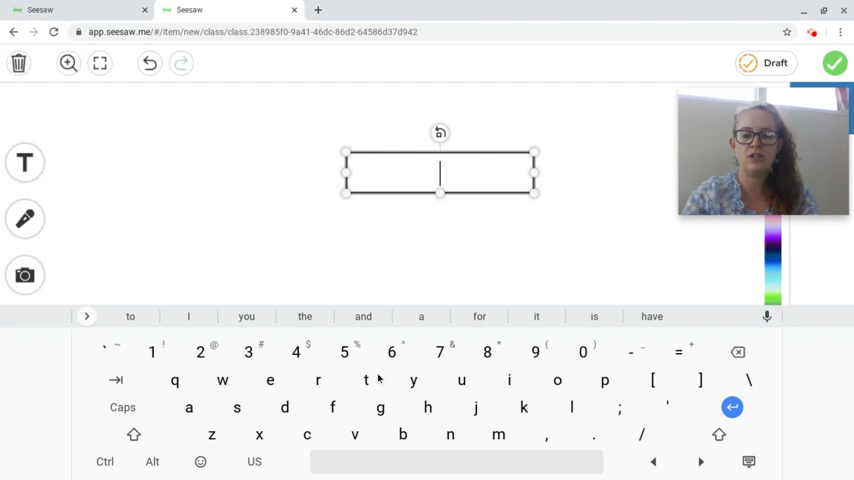 Seesaw
Seesaw
app.seesaw.me/#/item/new/class/class.238985f0-9a41-46dc-86d2-64586d37d942
Draft
T
to I you the and a for it is have
` ~ 1 ! 2 @ 3 # 4 $ 5 % 6 ^ 7 & 8 * 9 ( 0 ) - _ = +
q w e r t y u i o p [ ] \
Caps a s d f g h j k l ; '
z x c v b n m , . /
Ctrl Alt US